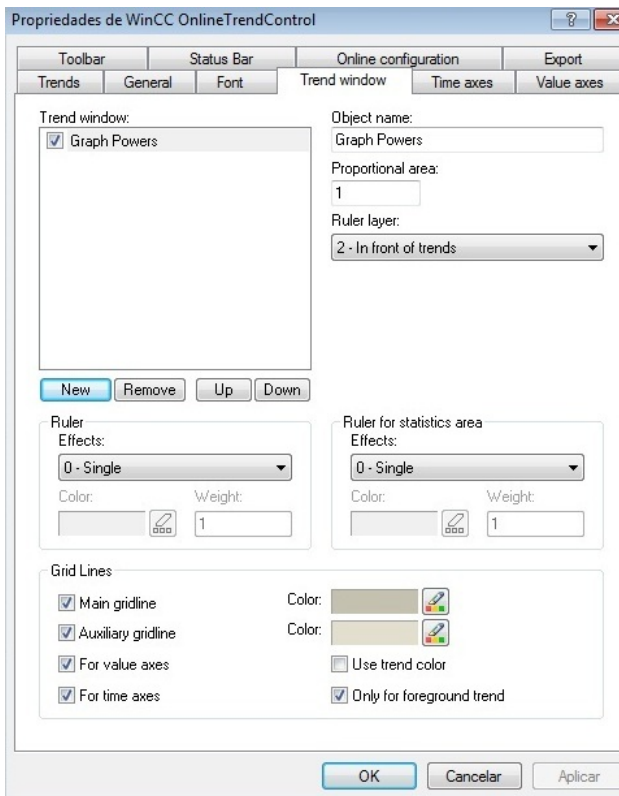 Propriedades de WinCC OnlineTrendControl
Toolbar Status Bar Online configuration Export
Trends General Font Trend window Time axes Value axes
Trend window:
Graph Powers
Object name:
Graph Powers
Proportional area:
1
Ruler layer:
2 - In front of trends
New Remove Up Down
Ruler
Effects:
0 - Single
Color: Weight:
1
Ruler for statistics area
Effects:
0 - Single
Color: Weight:
1
Grid Lines
Main gridline Color:
Auxiliary gridline Color:
For value axes Use trend color
For time axes Only for foreground trend
OK Cancelar Aplicar